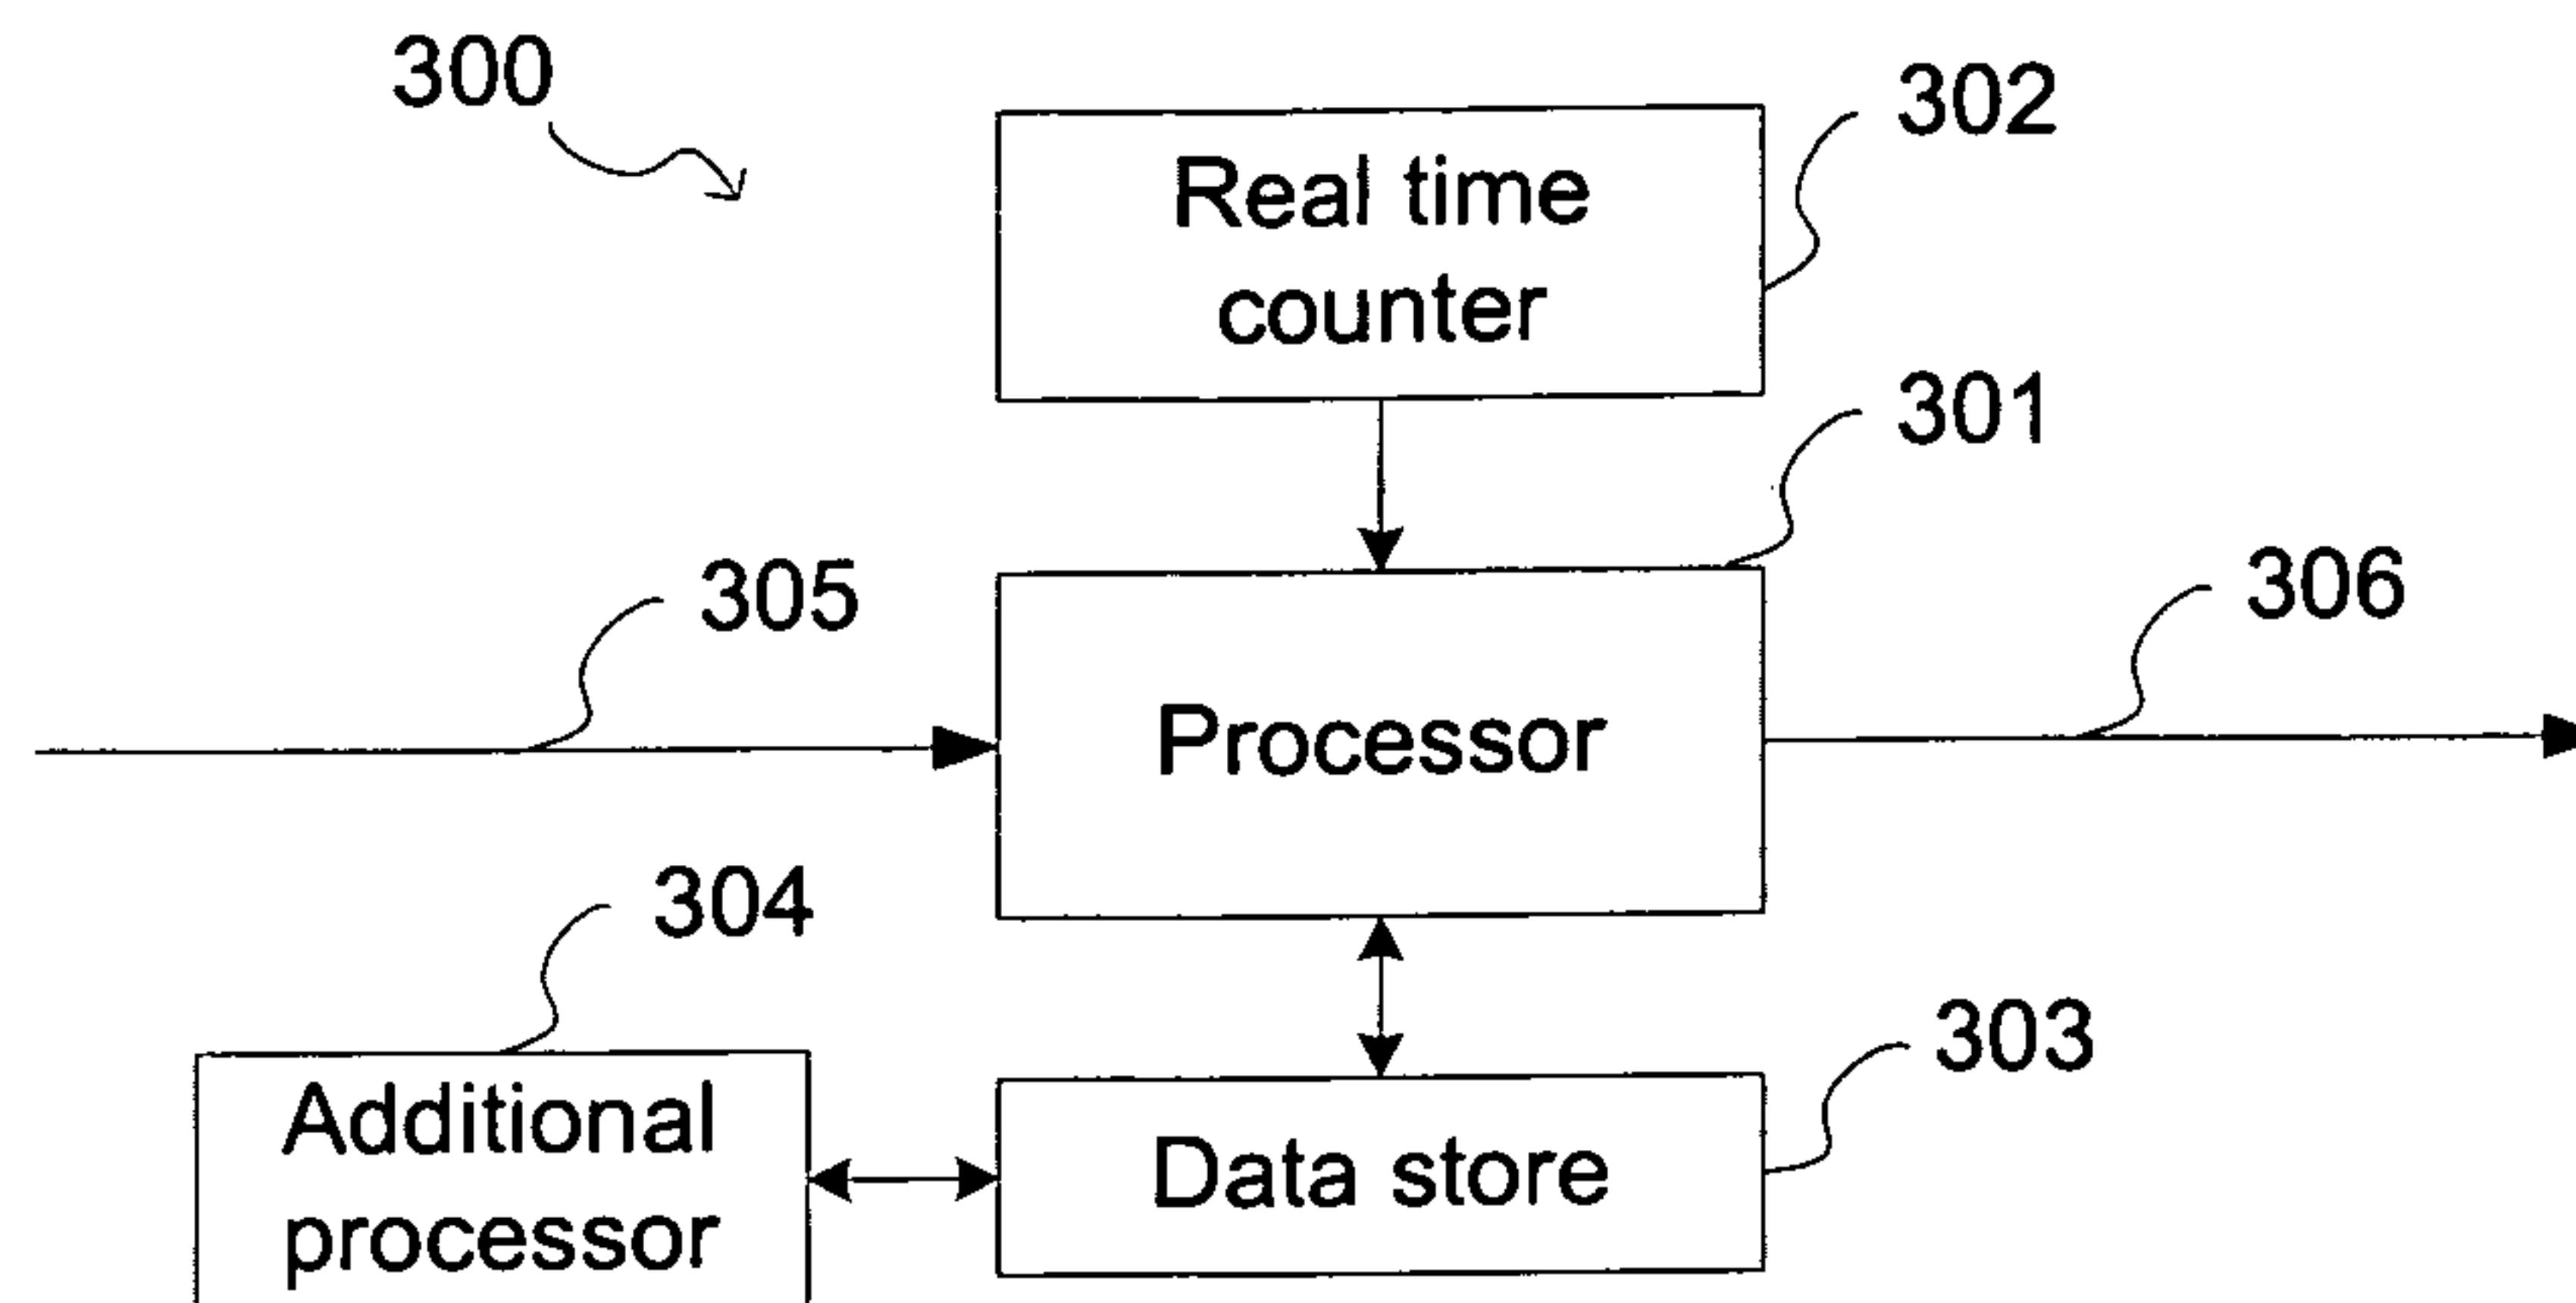 300
302
Real time
counter
301
305
306
Processor
304
303
Additional
processor
Data store